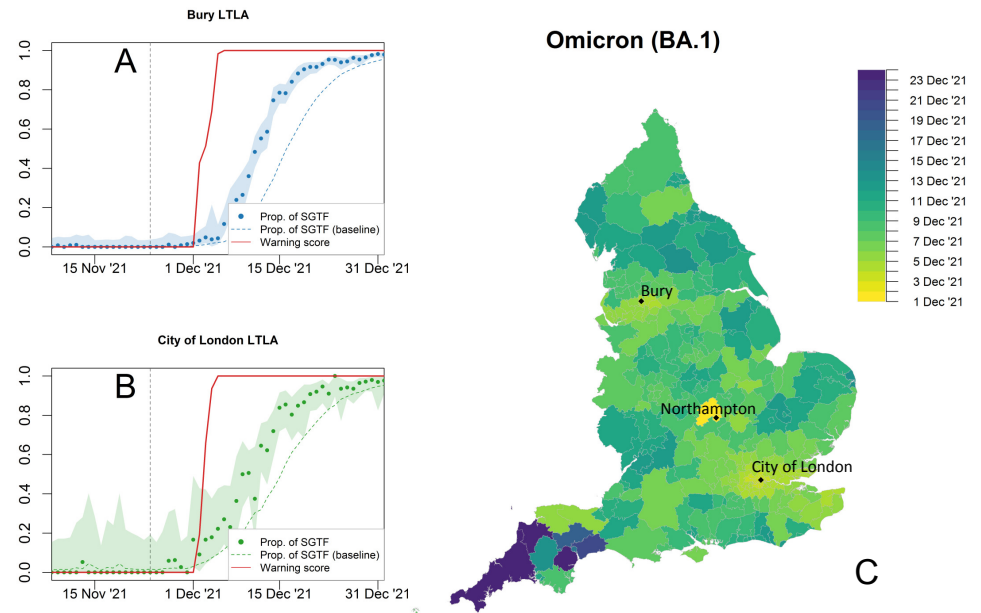 Bury LTLA
A
1.0
0.8
0.6
0.4
0.2
0.0
Prop. of SGTF
Prop. of SGTF (baseline)
Warning score
15 Nov '21
1 Dec '21
15 Dec '21
31 Dec '21
City of London LTLA
B
1.0
0.8
0.6
0.4
0.2
0.0
Prop. of SGTF
Prop. of SGTF (baseline)
Warning score
15 Nov '21
1 Dec '21
15 Dec '21
31 Dec '21
Omicron (BA.1)
23 Dec '21
21 Dec '21
19 Dec '21
17 Dec '21
15 Dec '21
13 Dec '21
11 Dec '21
9 Dec '21
7 Dec '21
5 Dec '21
3 Dec '21
1 Dec '21
Bury
Northampton
City of London
C